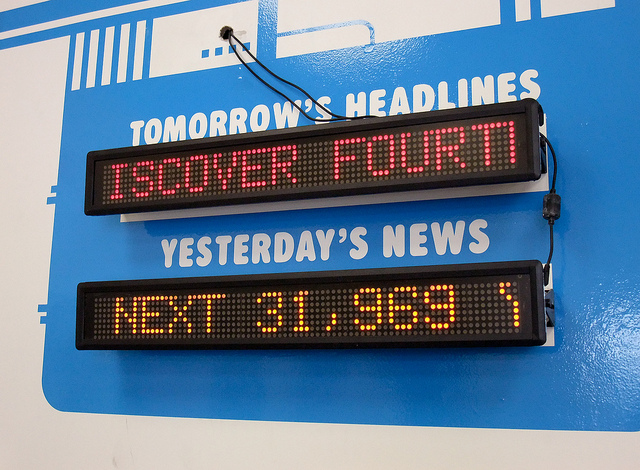 TOMORROW'S HEADLINES
ISCOVER FOURT
YESTERDAY'S NEWS
NEXT 31,969